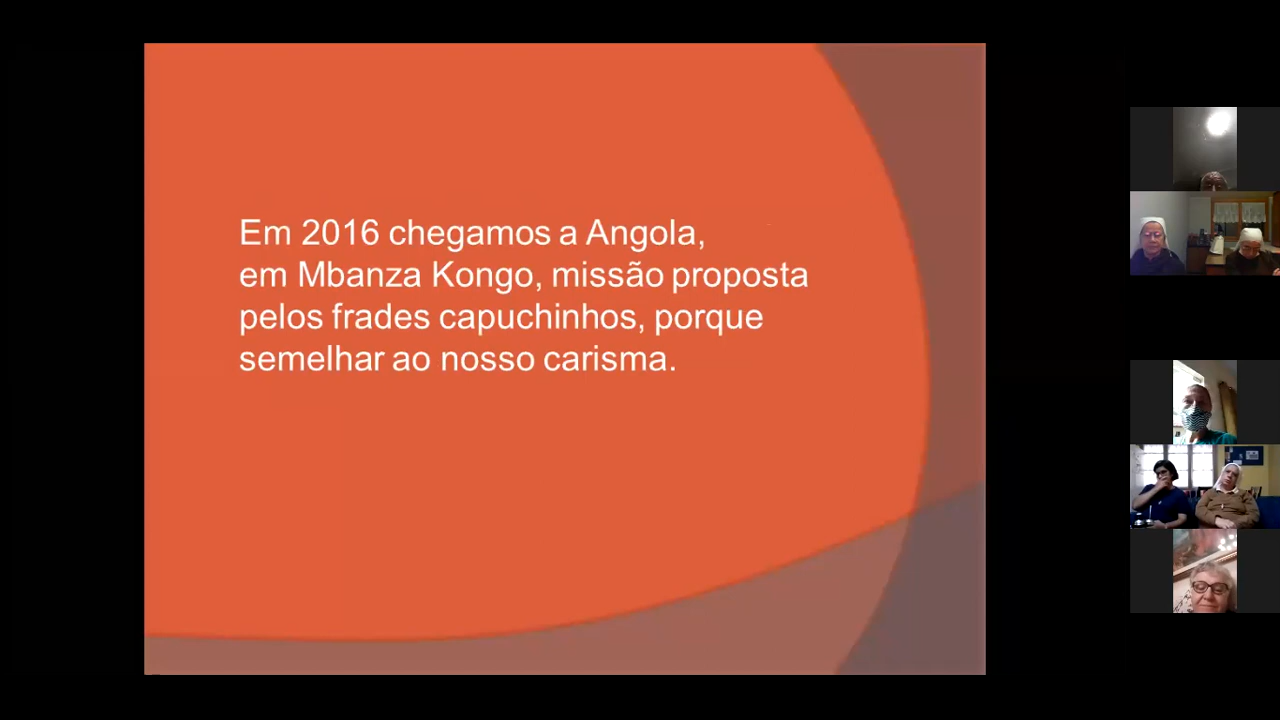 Em 2016 chegamos a Angola,
em Mbanza Kongo, missão proposta
pelos frades capuchinhos, porque
semelhar ao nosso carisma.